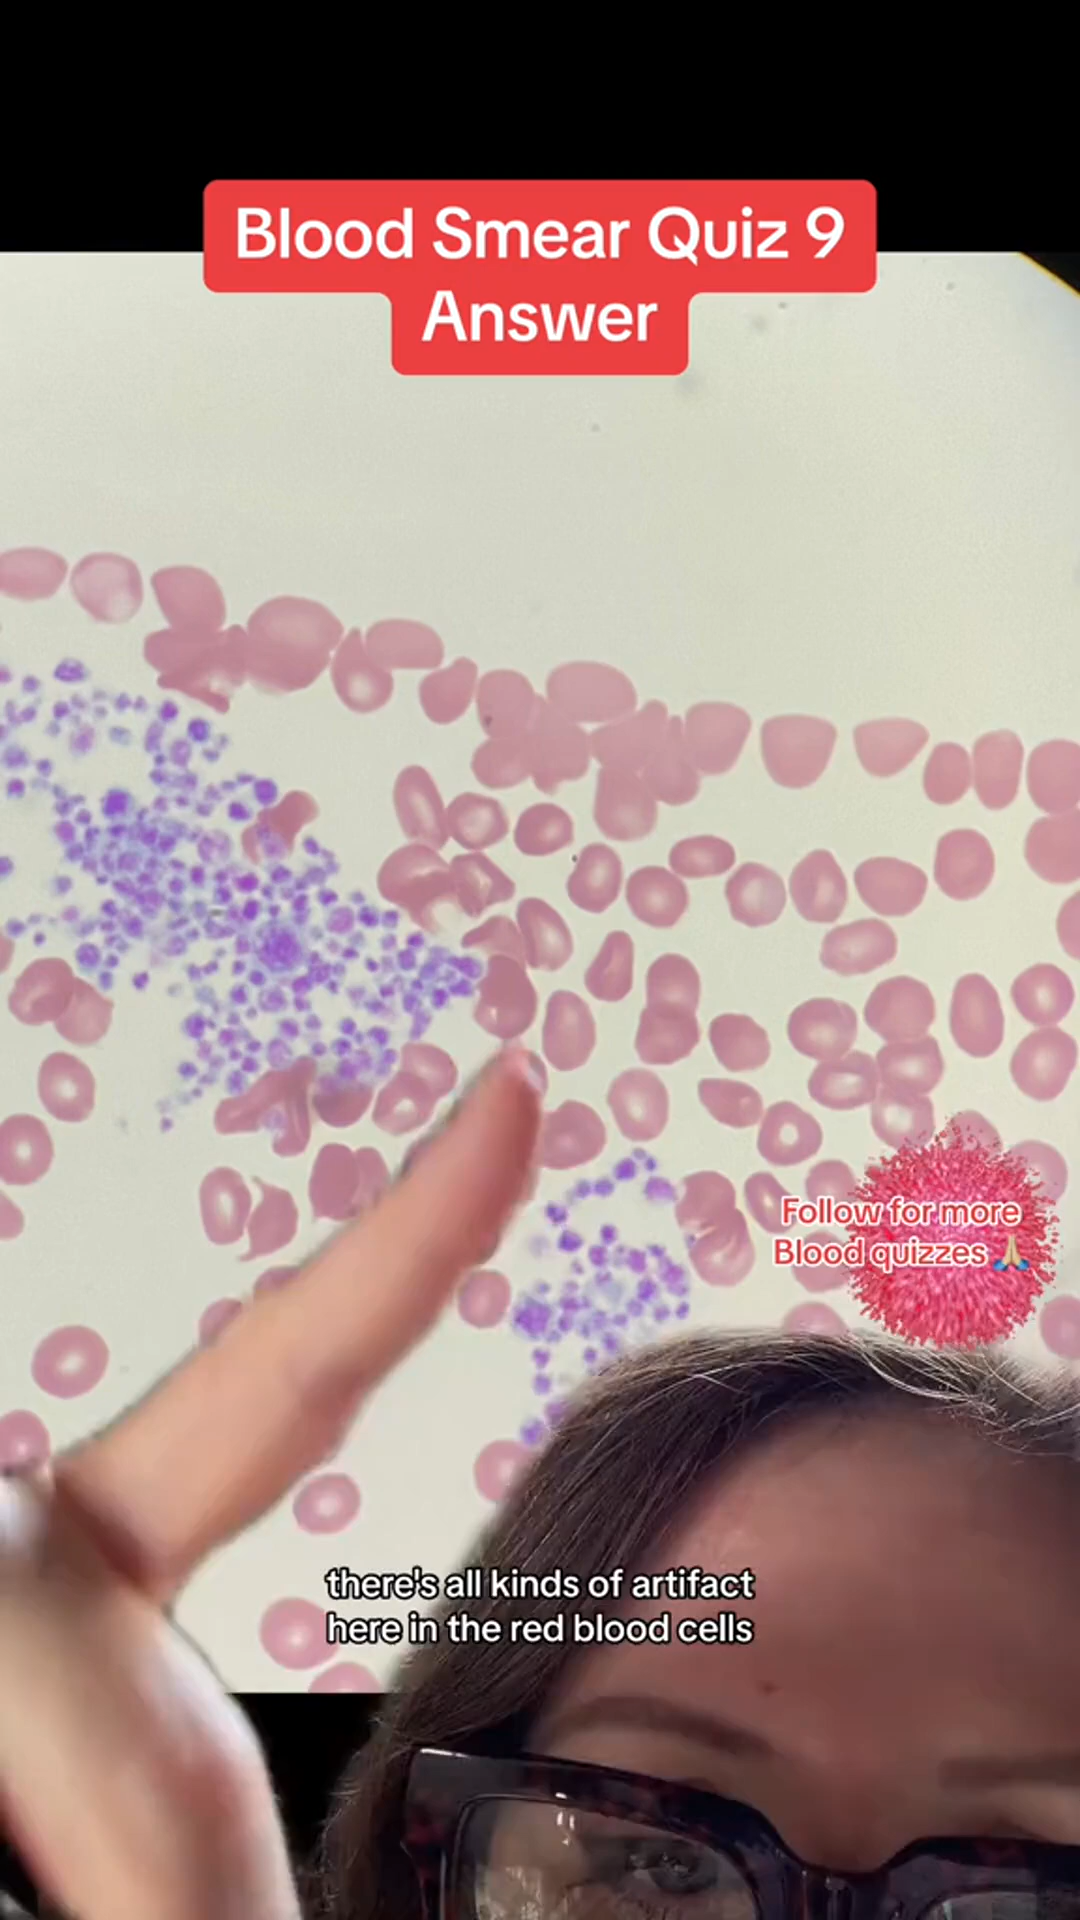 Blood Smear Quiz 9
Answer
Follow for more
Blood quizzes 🙏🏼
there's all kinds of artifact
here in the red blood cells